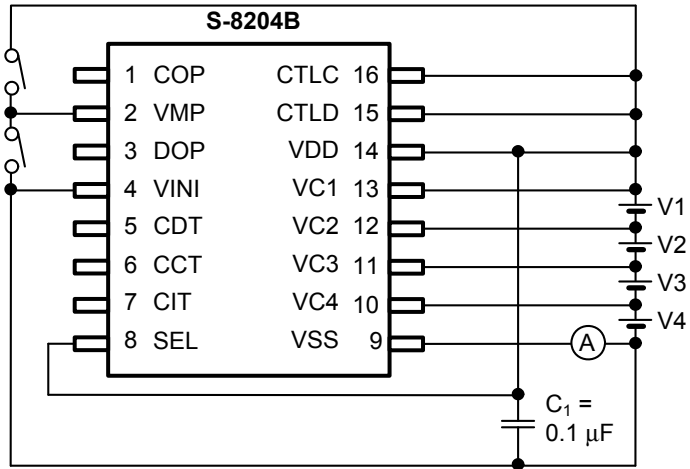 S-8204B
1 COP CTLC 16
2 VMP CTLD 15
3 DOP VDD 14
4 VINI VC1 13
5 CDT VC2 12
6 CCT VC3 11
7 CIT VC4 10
8 SEL VSS 9
V1
V2
V3
V4
A
C₁ =
0.1 μF